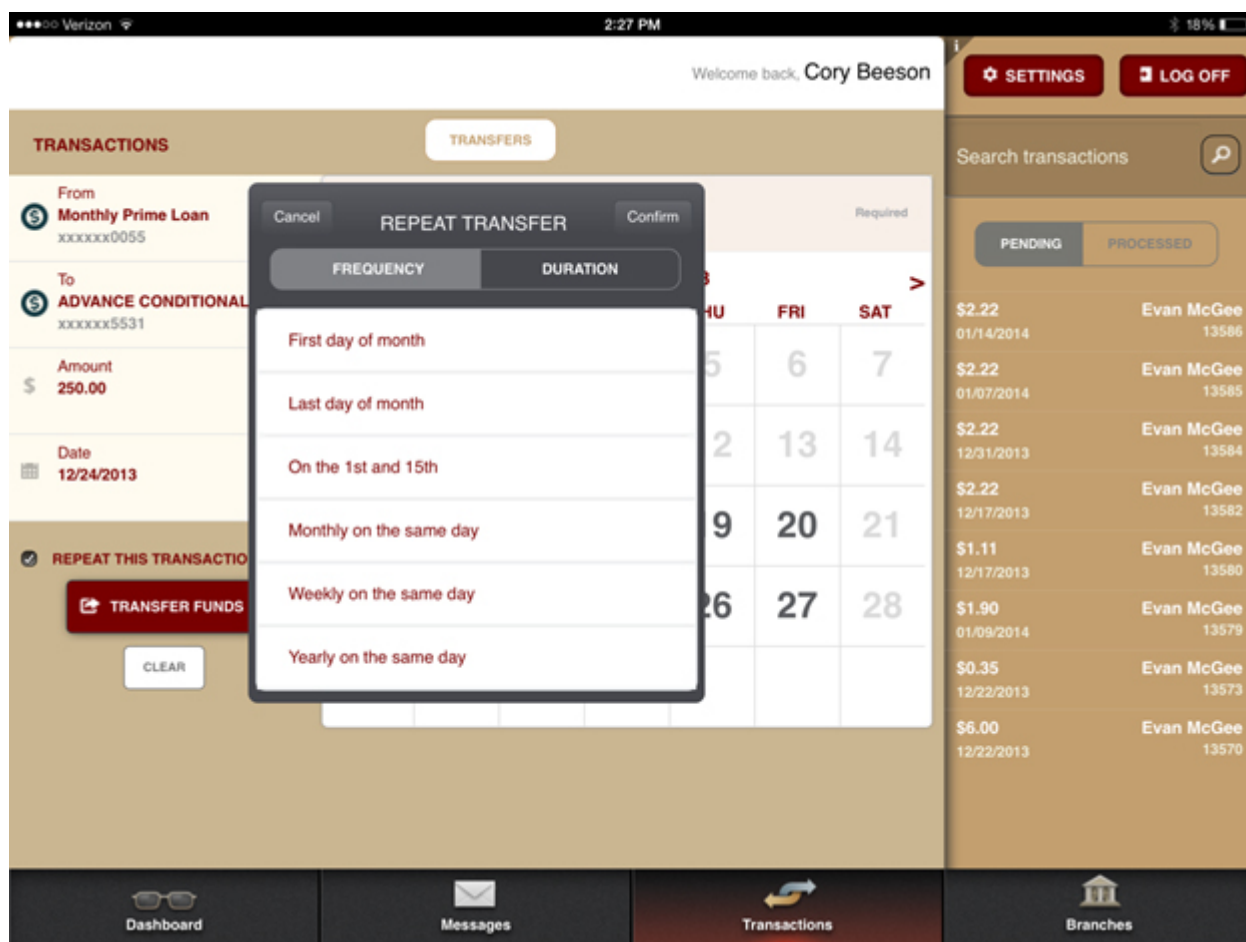 Verizon 2:27 PM 18%
Welcome back, Cory Beeson
i
SETTINGS LOG OFF
TRANSACTIONS
TRANSFERS
Search transactions
From
Monthly Prime Loan
xxxxxx0055
To
ADVANCE CONDITIONAL
xxxxxx5531
Amount
$ 250.00
Date
12/24/2013
REPEAT THIS TRANSACTIO
TRANSFER FUNDS
CLEAR
Cancel REPEAT TRANSFER Confirm
FREQUENCY DURATION
First day of month
Last day of month
On the 1st and 15th
Monthly on the same day
Weekly on the same day
Yearly on the same day
Required
>
FRI SAT
5 6 7
2 13 14
9 20 21
26 27 28
PENDING PROCESSED
$2.22 Evan McGee
01/14/2014 13586
$2.22 Evan McGee
01/07/2014 13585
$2.22 Evan McGee
12/31/2013 13584
$2.22 Evan McGee
12/17/2013 13582
$1.11 Evan McGee
12/17/2013 13580
$1.90 Evan McGee
01/09/2014 13579
$0.35 Evan McGee
12/22/2013 13573
$6.00 Evan McGee
12/22/2013 13570
Dashboard Messages Transactions Branches